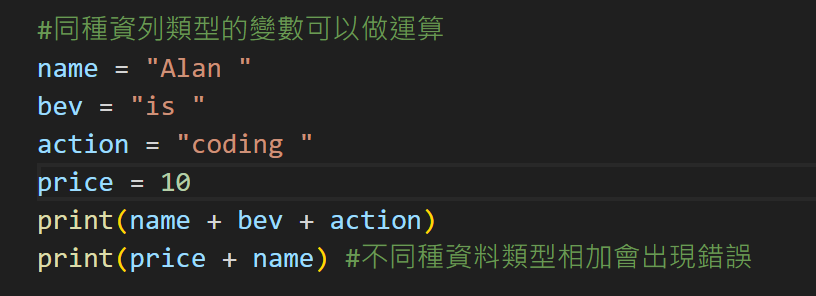 #同種資列類型的變數可以做運算
name = "Alan "
bev = "is "
action = "coding "
price = 10
print(name + bev + action)
print(price + name) #不同種資料類型相加會出現錯誤